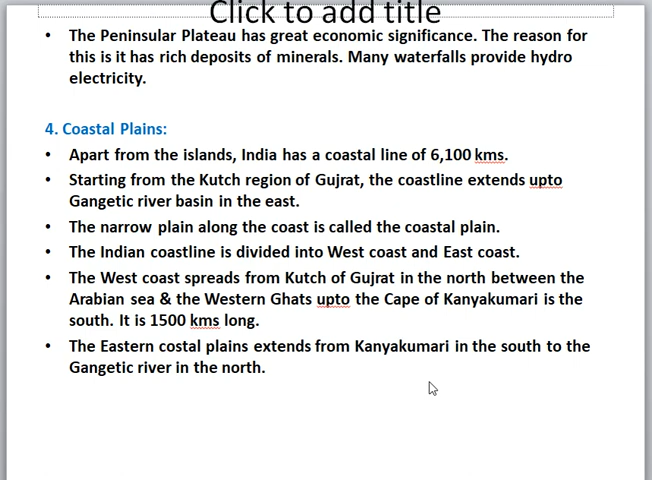 Click to add title
• The Peninsular Plateau has great economic significance. The reason for
this is it has rich deposits of minerals. Many waterfalls provide hydro
electricity.
4. Coastal Plains:
• Apart from the islands, India has a coastal line of 6,100 kms.
• Starting from the Kutch region of Gujrat, the coastline extends upto
Gangetic river basin in the east.
• The narrow plain along the coast is called the coastal plain.
• The Indian coastline is divided into West coast and East coast.
• The West coast spreads from Kutch of Gujrat in the north between the
Arabian sea & the Western Ghats upto the Cape of Kanyakumari is the
south. It is 1500 kms long.
• The Eastern costal plains extends from Kanyakumari in the south to the
Gangetic river in the north.